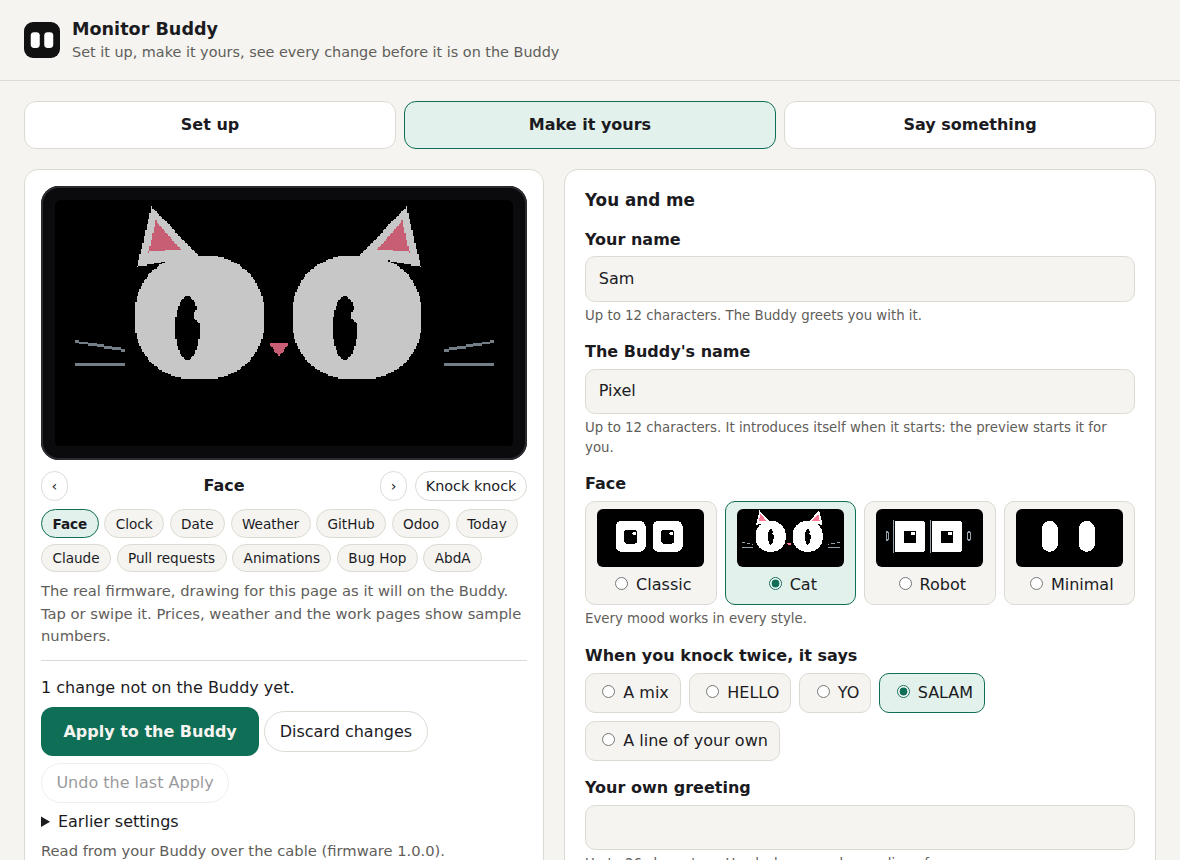 Monitor Buddy
Set it up, make it yours, see every change before it is on the Buddy
Set up
Make it yours
Say something
‹
Face
›
Knock knock
Face
Clock
Date
Weather
GitHub
Odoo
Today
Claude
Pull requests
Animations
Bug Hop
AbdA
The real firmware, drawing for this page as it will on the Buddy.
Tap or swipe it. Prices, weather and the work pages show sample
numbers.
1 change not on the Buddy yet.
Apply to the Buddy
Discard changes
Undo the last Apply
Earlier settings
Read from your Buddy over the cable (firmware 1.0.0).
You and me
Your name
Sam
Up to 12 characters. The Buddy greets you with it.
The Buddy's name
Pixel
Up to 12 characters. It introduces itself when it starts: the preview starts it for
you.
Face
Classic
Cat
Robot
Minimal
Every mood works in every style.
When you knock twice, it says
A mix
HELLO
YO
SALAM
A line of your own
Your own greeting